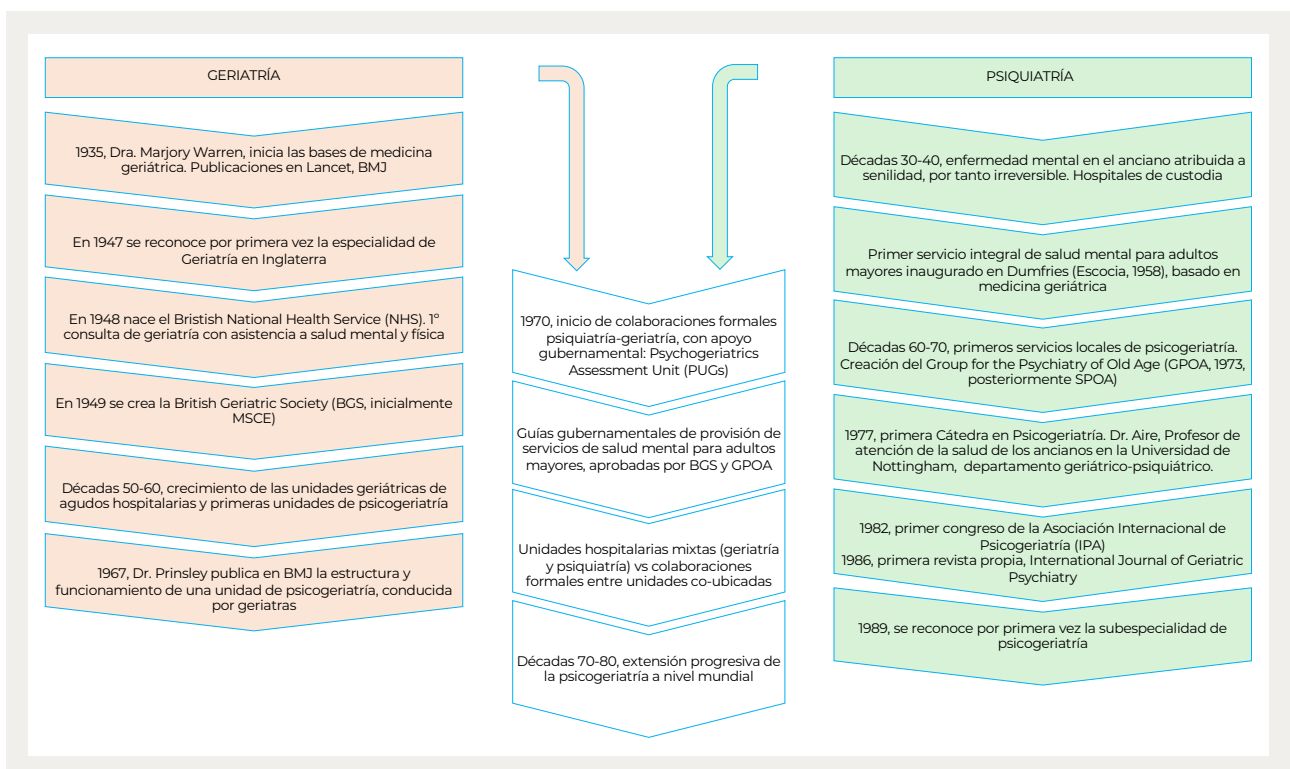 GERIATRÍA
1935, Dra. Marjory Warren, inicia las bases de medicina
geriátrica. Publicaciones en Lancet, BMJ
En 1947 se reconoce por primera vez la especialidad de
Geriatría en Inglaterra
En 1948 nace el Bristish National Health Service (NHS). 1º
consulta de geriatría con asistencia a salud mental y física
En 1949 se crea la British Geriatric Society (BGS, inicialmente
MSCE)
Décadas 50-60, crecimiento de las unidades geriátricas de
agudos hospitalarias y primeras unidades de psicogeriatría
1967, Dr. Prinsley publica en BMJ la estructura y
funcionamiento de una unidad de psicogeriatría, conducida
por geriatras
1970, inicio de colaboraciones formales
psiquiatría-geriatría, con apoyo
gubernamental: Psychogeriatrics
Assessment Unit (PUGs)
Guías gubernamentales de provisión de
servicios de salud mental para adultos
mayores, aprobadas por BGS y GPOA
Unidades hospitalarias mixtas (geriatría
y psiquiatría) vs colaboraciones
formales entre unidades co-ubicadas
Décadas 70-80, extensión progresiva de
la psicogeriatría a nivel mundial
PSIQUIATRÍA
Décadas 30-40, enfermedad mental en el anciano atribuida a
senilidad, por tanto irreversible. Hospitales de custodia
Primer servicio integral de salud mental para adultos
mayores inaugurado en Dumfries (Escocia, 1958), basado en
medicina geriátrica
Décadas 60-70, primeros servicios locales de psicogeriatría.
Creación del Group for the Psychiatry of Old Age (GPOA, 1973,
posteriormente SPOA)
1977, primera Cátedra en Psicogeriatría. Dr. Aire, Profesor de
atención de la salud de los ancianos en la Universidad de
Nottingham, departamento geriátrico-psiquiátrico.
1982, primer congreso de la Asociación Internacional de
Psicogeriatría (IPA)
1986, primera revista propia, International Journal of Geriatric
Psychiatry
1989, se reconoce por primera vez la subespecialidad de
psicogeriatría